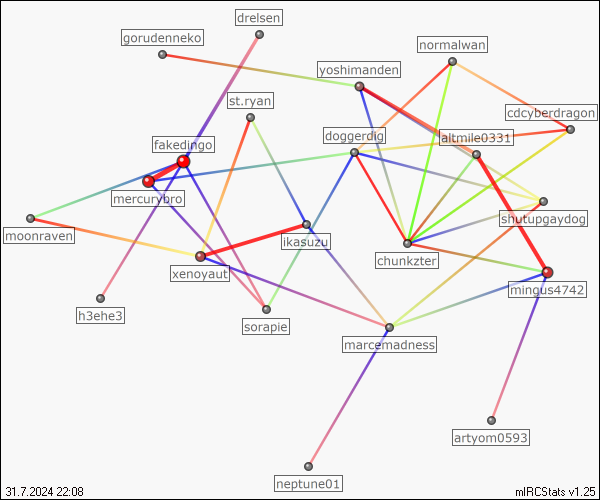 drelsen
gorudenneko
normalwan
yoshimanden
st.ryan
cdcyberdragon
doggerdig
altmile0331
fakedingo
mercurybro
shutupgaydog
moonraven
ikasuzu
chunkzter
xenoyaut
mingus4742
h3ehe3
sorapie
marcemadness
artyom0593
neptune01
31.7.2024 22:08
mIRCStats v1.25